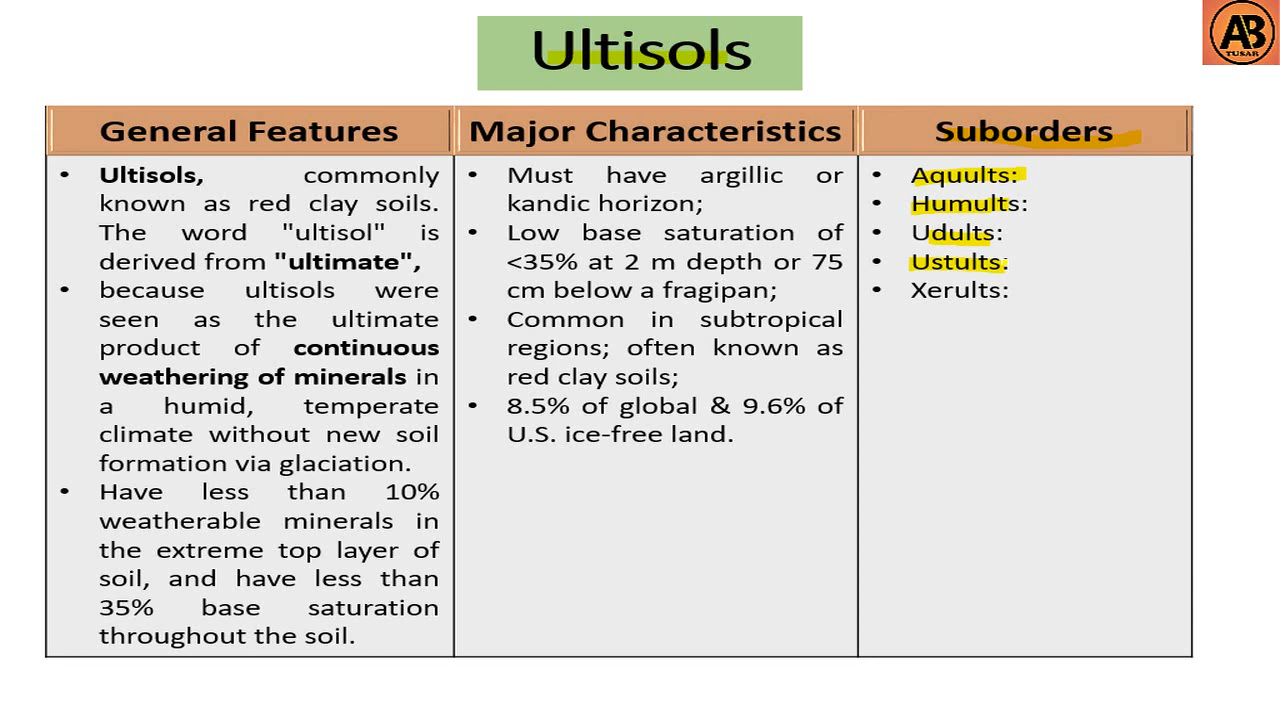 Ultisols
AB
TUSAR
General Features
Major Characteristics
Suborders
• Ultisols, commonly
known as red clay soils.
The word "ultisol" is
derived from "ultimate",
• because ultisols were
seen as the ultimate
product of continuous
weathering of minerals in
a humid, temperate
climate without new soil
formation via glaciation.
• Have less than 10%
weatherable minerals in
the extreme top layer of
soil, and have less than
35% base saturation
throughout the soil.
• Must have argillic or
kandic horizon;
• Low base saturation of
<35% at 2 m depth or 75
cm below a fragipan;
• Common in subtropical
regions; often known as
red clay soils;
• 8.5% of global & 9.6% of
U.S. ice-free land.
• Aquults:
• Humults:
• Udults:
• Ustults:
• Xerults: